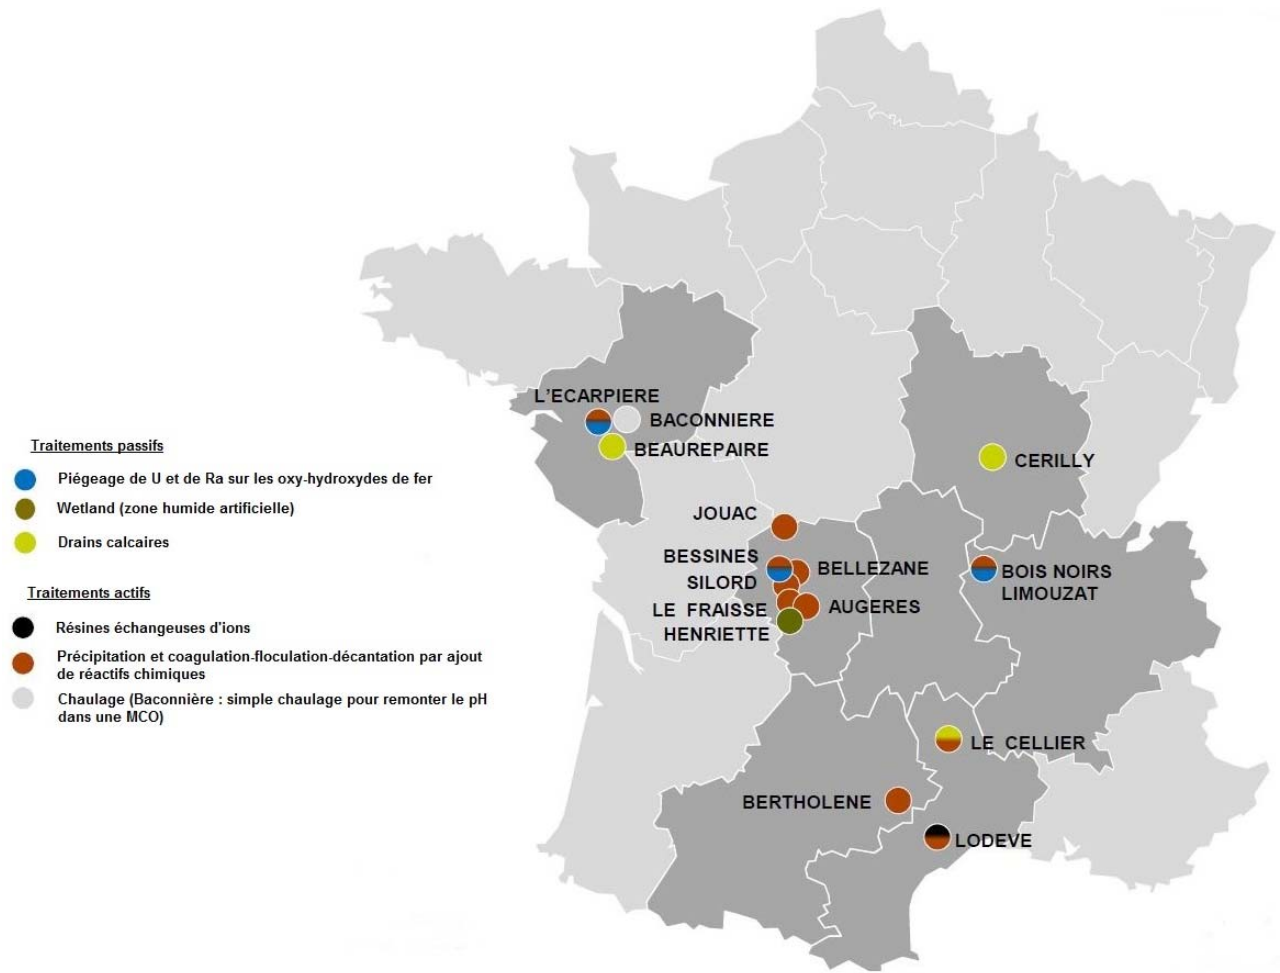 L'ECARPIERE
BACONNIERE
BEAUREPAIRE
CERILLY
Traitements passifs
Piégeage de U et de Ra sur les oxy-hydroxydes de fer
Wetland (zone humide artificielle)
Drains calcaires
Traitements actifs
Résines échangeuses d'ions
Précipitation et coagulation-floculation-décantation par ajout
de réactifs chimiques
Chaulage (Baconnière : simple chaulage pour remonter le pH
dans une MCO)
JOUAC
BESSINES
BELLEZANE
SILORD
LE FRAISSE
AUGERES
HENRIETTE
BOIS NOIRS
LIMOUZAT
LE CELLIER
BERTHOLENE
LODEVE